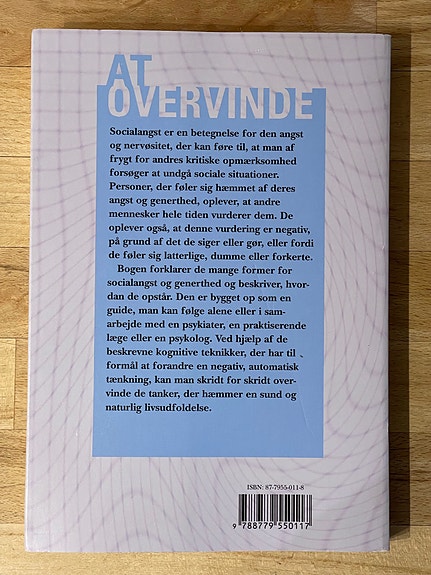 AT
OVERVINDE
Socialangst er en betegnelse for den angst
og nervøsitet, der kan føre til, at man af
frygt for andres kritiske opmærksomhed
forsøger at undgå sociale situationer.
Personer, der føler sig hæmmet af deres
angst og generthed, oplever, at andre
mennesker hele tiden vurderer dem. De
oplever også, at denne vurdering er negativ,
på grund af det de siger eller gør, eller fordi
de føler sig latterlige, dumme eller forkerte.
Bogen forklarer de mange former for
socialangst og generthed og beskriver, hvor-
dan de opstår. Den er bygget op som en
guide, man kan følge alene eller i sam-
arbejde med en psykiater, en praktiserende
læge eller en psykolog. Ved hjælp af de
beskrevne kognitive teknikker, der har til
formål at forandre en negativ, automatisk
tænkning, kan man skridt for skridt over-
vinde de tanker, der hæmmer en sund og
naturlig livsudfoldelse.
ISBN: 87-7955-011-8
9 788779 550117